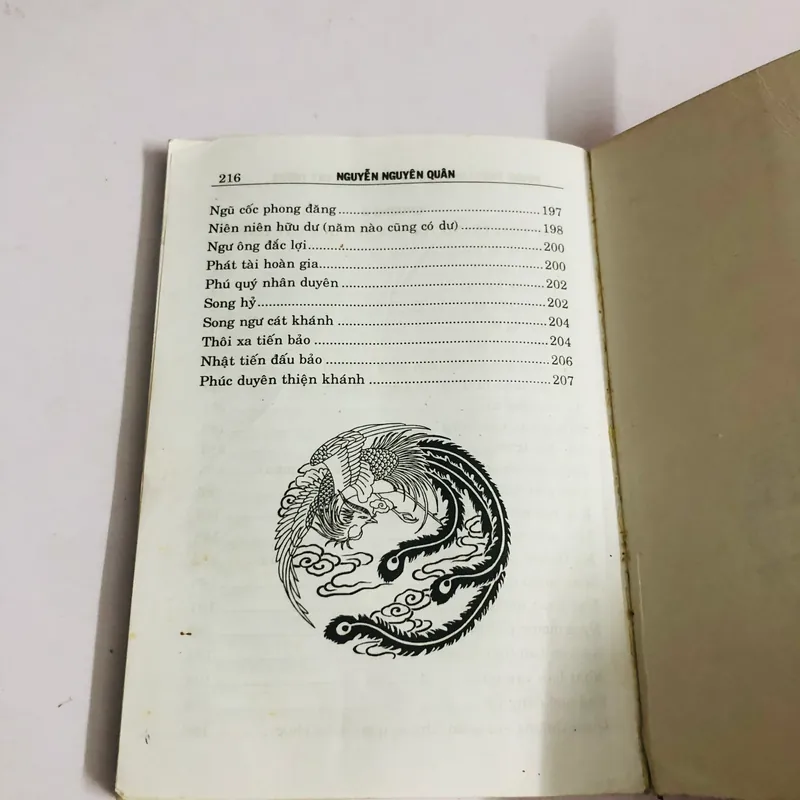 216 NGUYỄN NGUYÊN QUÂN
Ngũ cốc phong đăng.................................................197
Niên niên hữu dư (năm nào cũng có dư)....................198
Ngư ông đắc lợi.......................................................200
Phát tài hoàn gia.....................................................200
Phú quý nhân duyên................................................202
Song hỷ..................................................................202
Song ngư cát khánh.................................................204
Thôi xa tiến bảo......................................................204
Nhật tiến đấu bảo....................................................206
Phúc duyên thiện khánh...........................................207